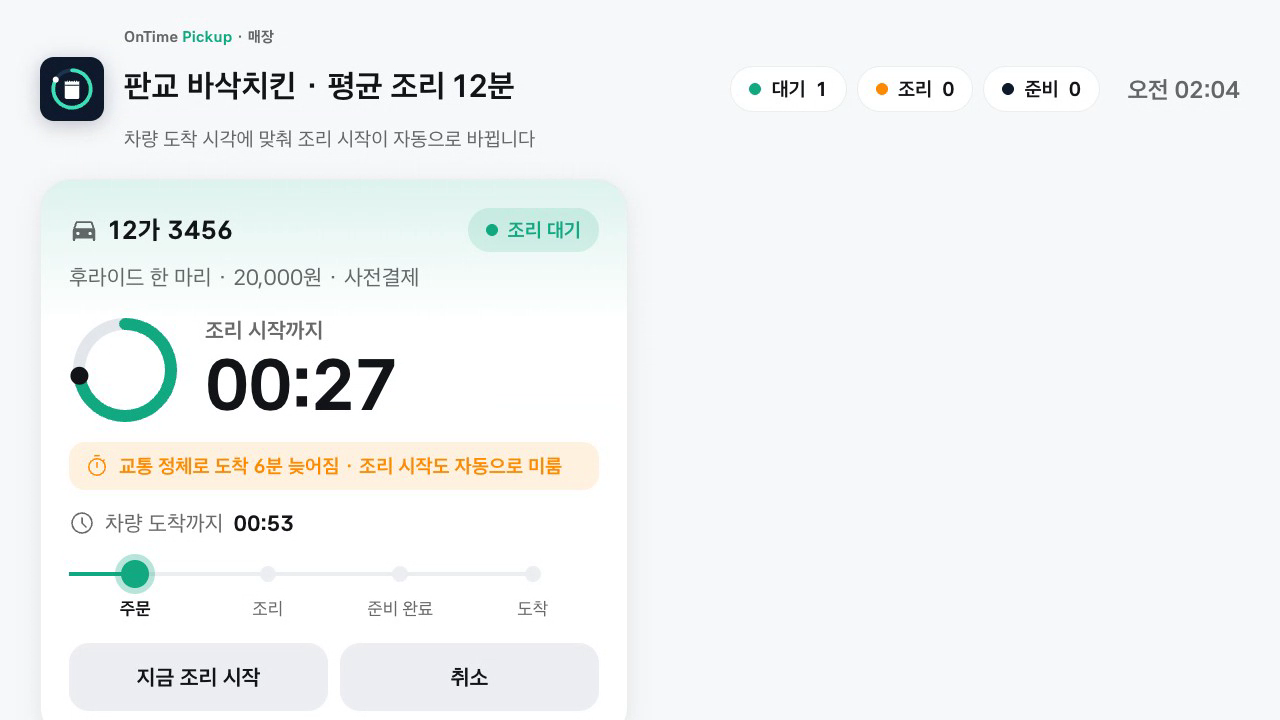 OnTime Pickup · 매장
판교 바삭치킨 · 평균 조리 12분
차량 도착 시각에 맞춰 조리 시작이 자동으로 바뀝니다
대기 1
조리 0
준비 0
오전 02:04
12가 3456
조리 대기
후라이드 한 마리 · 20,000원 · 사전결제
조리 시작까지
00:27
교통 정체로 도착 6분 늦어짐 · 조리 시작도 자동으로 미룸
차량 도착까지 00:53
주문
조리
준비 완료
도착
지금 조리 시작
취소